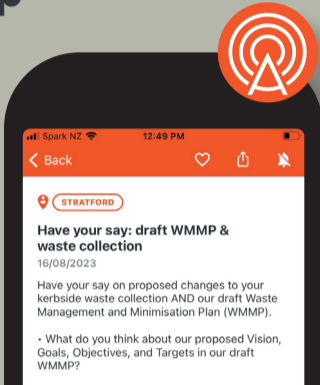 Spark NZ 12:49 PM
Back
STRATFORD
Have your say: draft WMMP &
waste collection
16/08/2023
Have your say on proposed changes to your
kerbside waste collection AND our draft Waste
Management and Minimisation Plan (WMMP).
• What do you think about our proposed Vision,
Goals, Objectives, and Targets in our draft
WMMP?